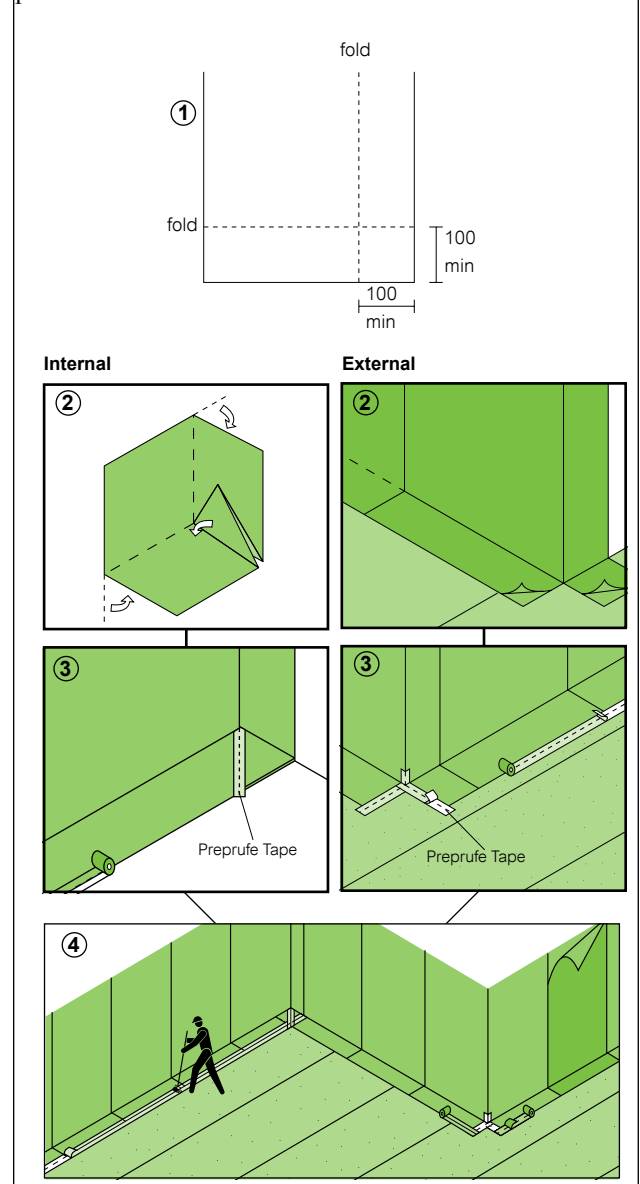 fold
1
fold
100
min
100
min
Internal
External
2
2
3
Preprufe Tape
3
Preprufe Tape
4